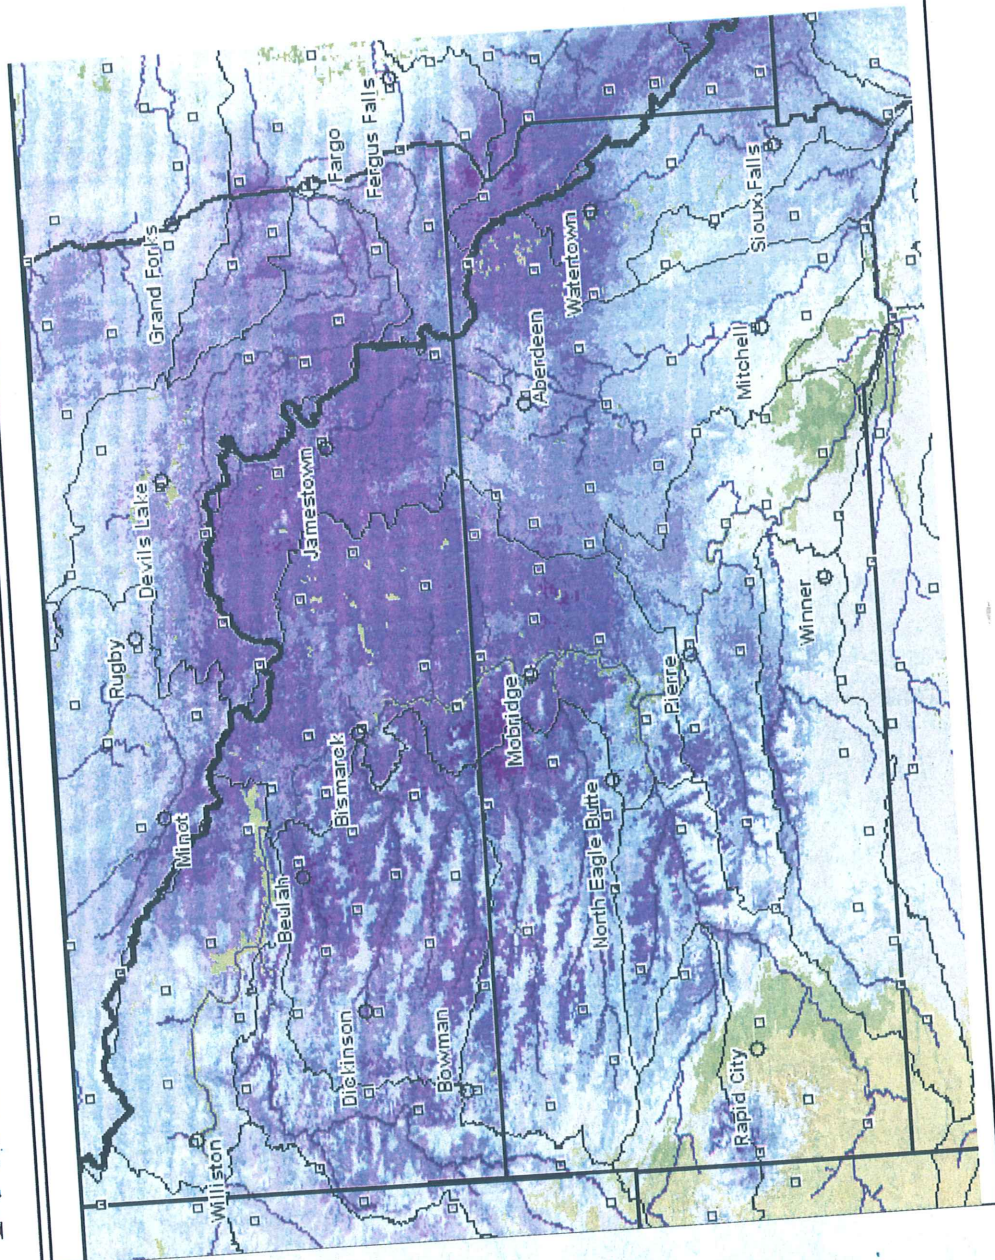 Williston
Minot
Rugby
Devils Lake
Grand Forks
Beulah
Dickinson
Bismarck
Jamestown
Fargo
Fergus Falls
Bowman
Mobridge
Aberdeen
Watertown
North Eagle Butte
Pierre
Rapid City
Winner
Mitchell
Sioux Falls